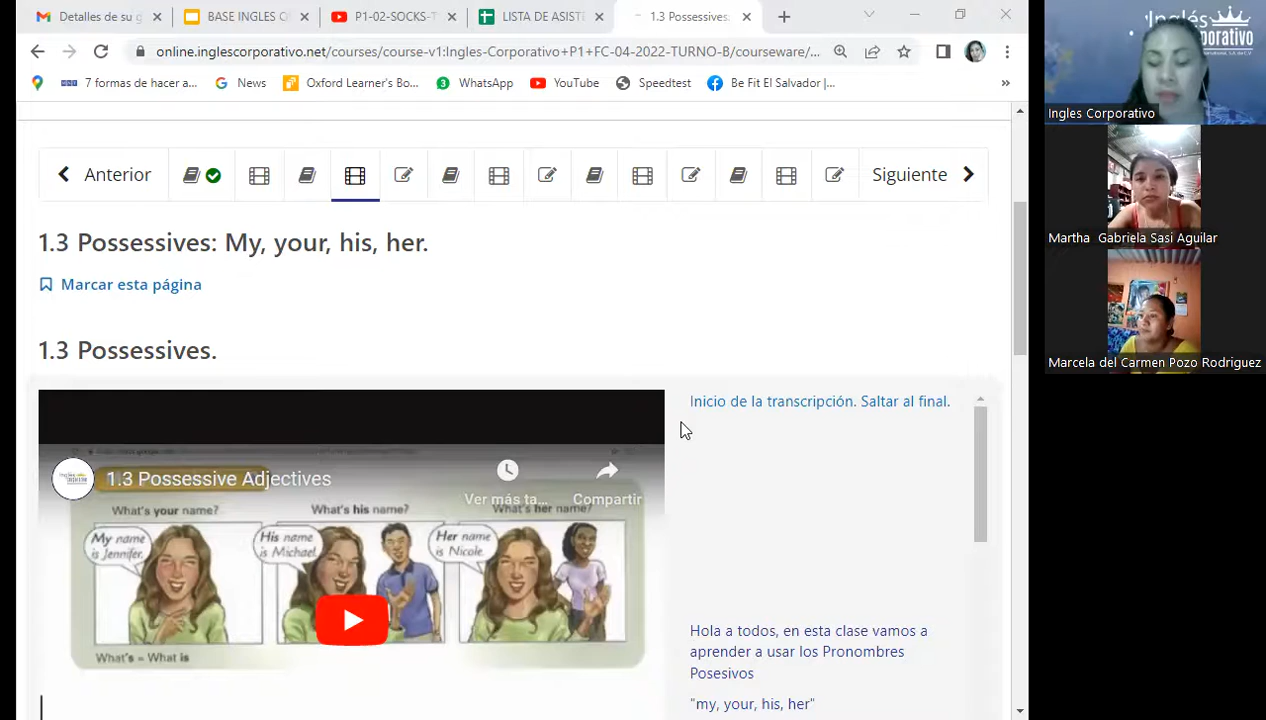 Detalles de su g
BASE INGLES C
P1-02-SOCKS-T
LISTA DE ASIST
1.3 Possessives:
online.inglescorporativo.net/courses/course-v1:Ingles-Corporativo+P1+FC-04-2022-TURNO-B/courseware/...
7 formas de hacer a...
News
Oxford Learner's Bo...
3
WhatsApp
YouTube
Speedtest
Be Fit El Salvador |...
»
Anterior
Siguiente
1.3 Possessives: My, your, his, her.
Marcar esta página
1.3 Possessives.
1.3 Possessive Adjectives
Ver más ta...
Compartir
What's your name?
What's his name?
What's her name?
My name
is Jennifer.
His name
is Michael.
Her name
is Nicole.
What's = What is
Inicio de la transcripción. Saltar al final.
Hola a todos, en esta clase vamos a
aprender a usar los Pronombres
Posesivos
"my, your, his, her"
Inglés
Ingles Corporativo
Martha Gabriela Sasi Aguilar
Marcela del Carmen Pozo Rodriguez